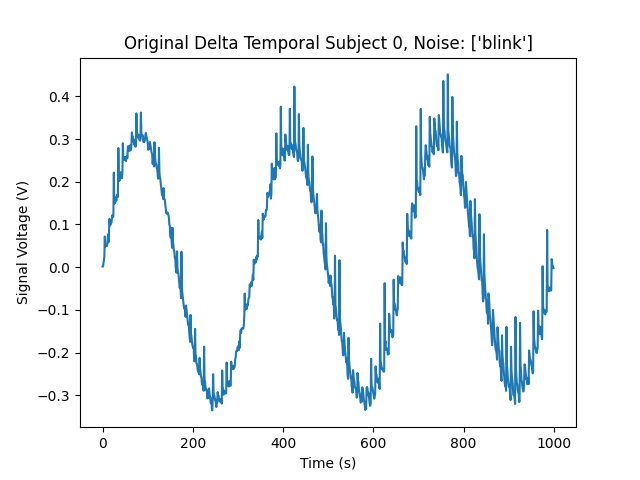 Original Delta Temporal Subject 0, Noise: ['blink']
0.4
0.3
0.2
0.1
0.0
−0.1
−0.2
−0.3
Signal Voltage (V)
0 200 400 600 800 1000
Time (s)